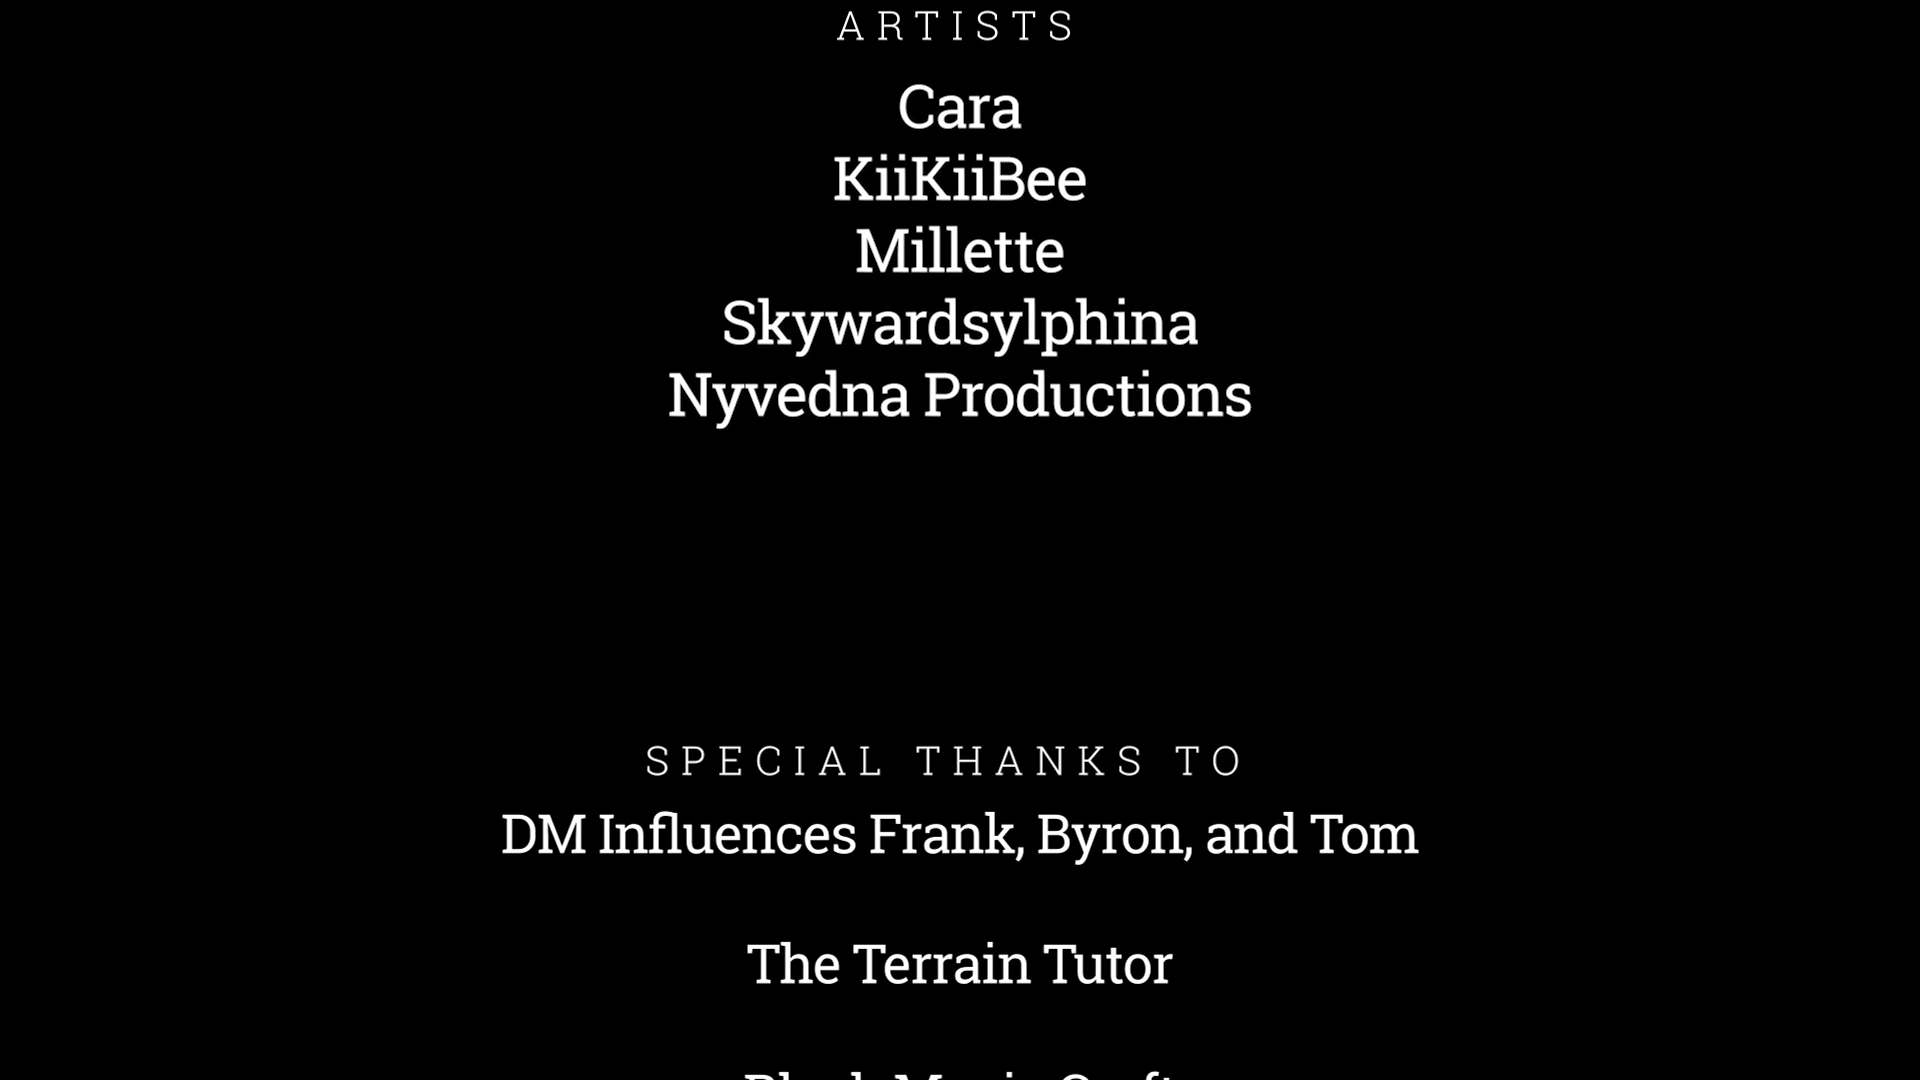 ARTISTS
Cara
KiiKiiBee
Millette
Skywardsylphina
Nyvedna Productions
SPECIAL THANKS TO
DM Influences Frank, Byron, and Tom
The Terrain Tutor